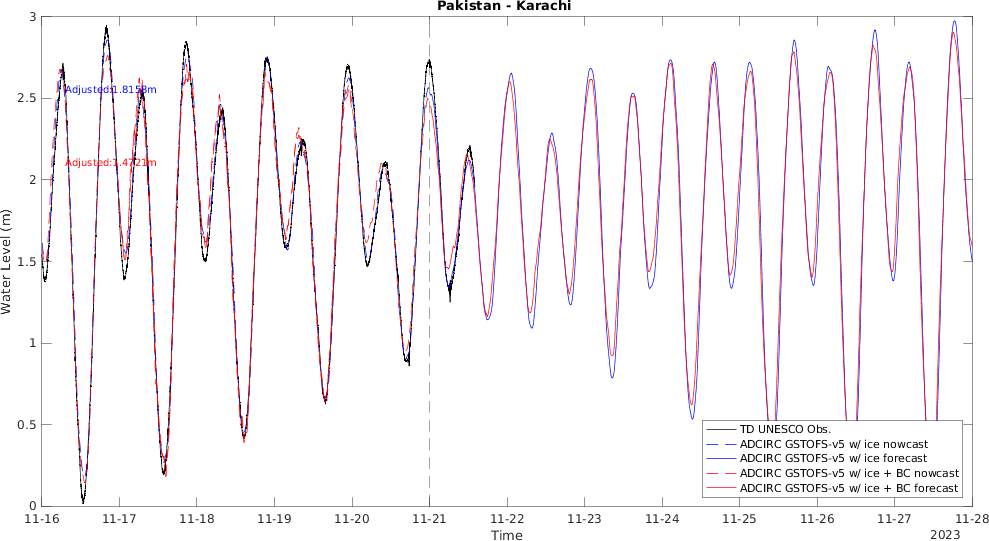 Pakistan - Karachi
Water Level (m)
3
2.5
2
1.5
1
0.5
0
Adjusted:1.8158m
Adjusted:1.4721m
TD UNESCO Obs.
ADCIRC GSTOFS-v5 w/ ice nowcast
ADCIRC GSTOFS-v5 w/ ice forecast
ADCIRC GSTOFS-v5 w/ ice + BC nowcast
ADCIRC GSTOFS-v5 w/ ice + BC forecast
11-16 11-17 11-18 11-19 11-20 11-21 11-22 11-23 11-24 11-25 11-26 11-27 11-28
Time
2023